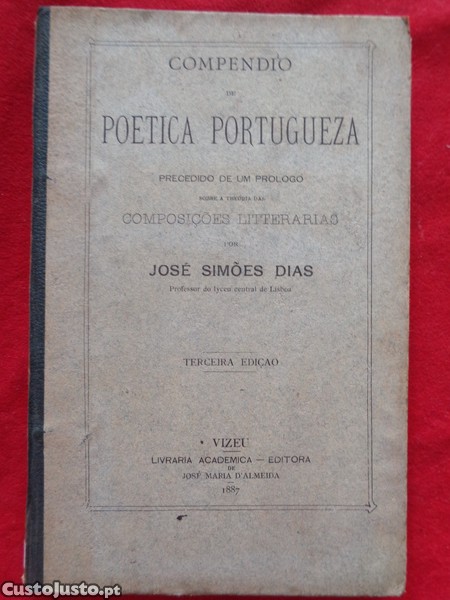 COMPENDIO
DE
POETICA PORTUGUEZA
PRECEDIDO DE UM PROLOGO
SOBRE A THEORIA DAS
COMPOSIÇÕES LITTERARIAS
POR
JOSÉ SIMÕES DIAS
Professor do lyceu central de Lisboa
TERCEIRA EDIÇAO
VIZEU
LIVRARIA ACADEMICA — EDITORA
DE
JOSÉ MARIA D'ALMEIDA
1887
CustoJusto.pt